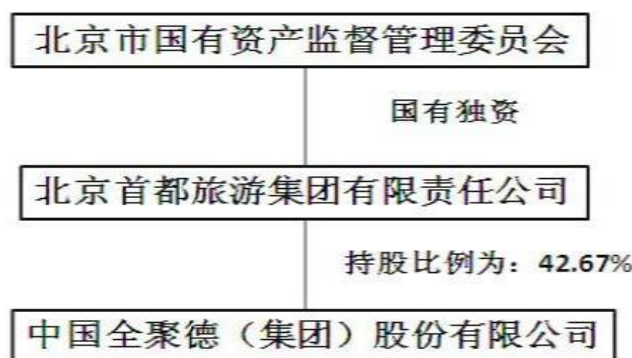 北京市国有资产监督管理委员会
国有独资
北京首都旅游集团有限责任公司
持股比例为：42.67%
中国全聚德（集团）股份有限公司